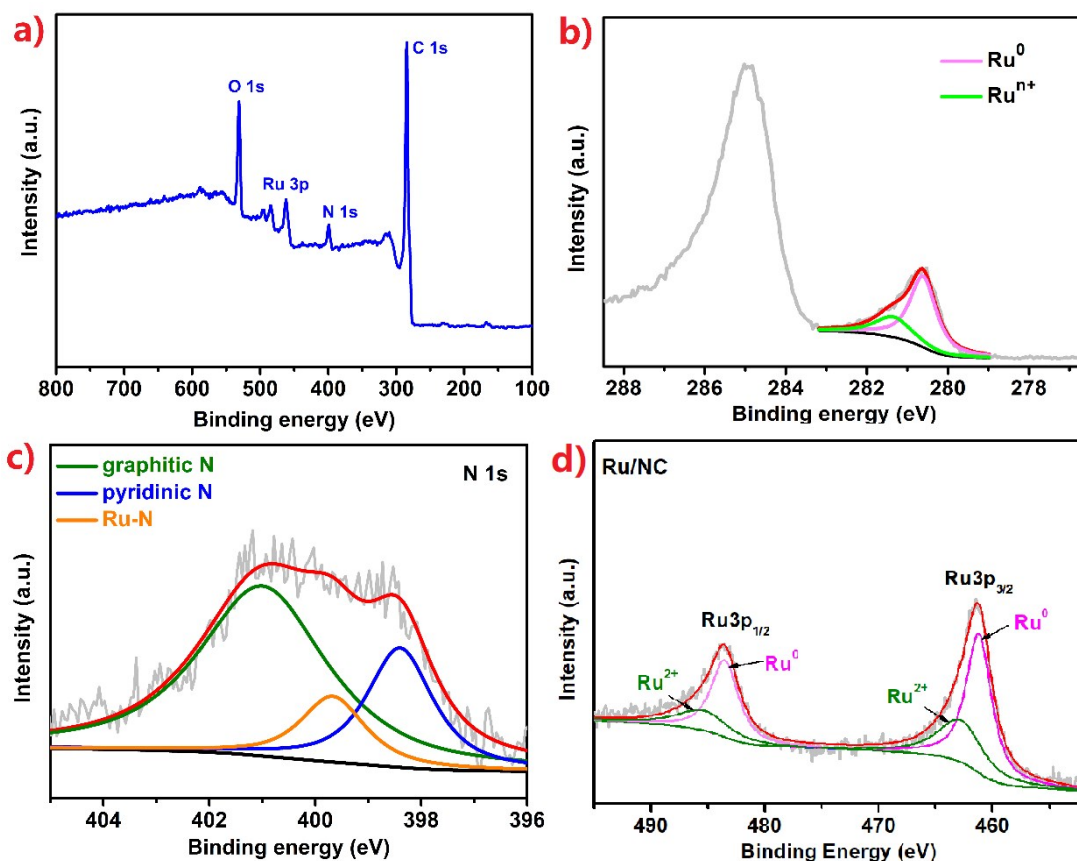 a)
C 1s
O 1s
Ru 3p
N 1s
Intensity (a.u.)
800 700 600 500 400 300 200 100
Binding energy (eV)
b)
Ru⁰
Ruⁿ⁺
Intensity (a.u.)
288 286 284 282 280 278
Binding energy (eV)
c)
graphitic N
pyridinic N
Ru-N
N 1s
Intensity (a.u.)
404 402 400 398 396
Binding energy (eV)
d)
Ru/NC
Ru3p₃/₂
Ru⁰
Ru3p₁/₂
Ru⁰
Ru²⁺
Ru²⁺
Intensity (a.u.)
490 480 470 460
Binding Energy (eV)